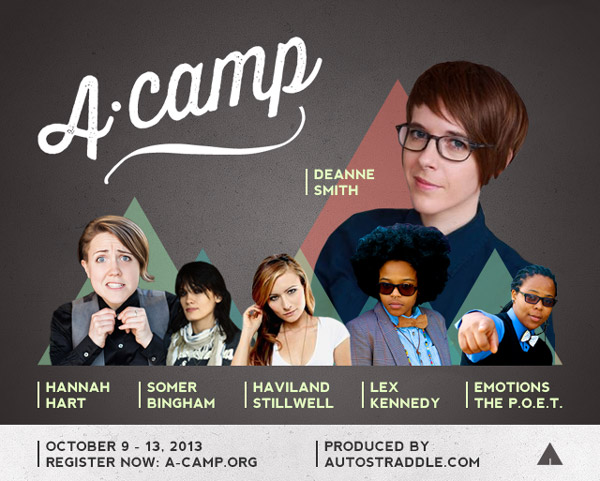 A·camp
DEANNE
SMITH
HANNAH
HART
SOMER
BINGHAM
HAVILAND
STILLWELL
LEX
KENNEDY
EMOTIONS
THE P.O.E.T.
OCTOBER 9 - 13, 2013
REGISTER NOW: A-CAMP.ORG
PRODUCED BY
AUTOSTRADDLE.COM